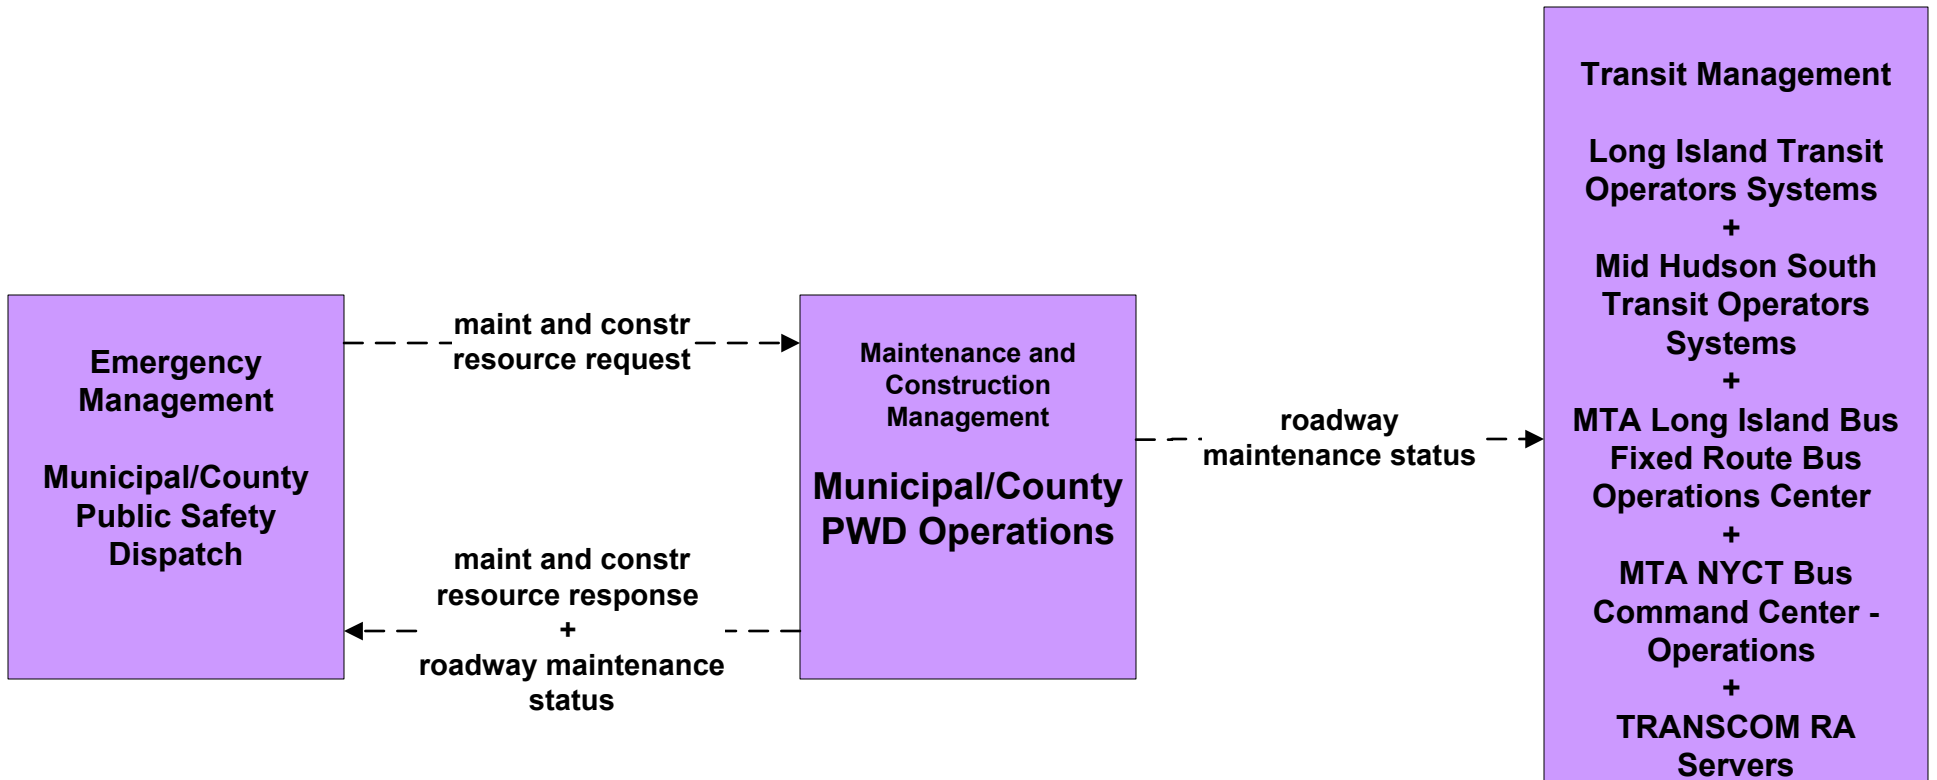 Emergency
Management
Municipal/County
Public Safety
Dispatch
maint and constr
resource request
maint and constr
resource response
+
roadway maintenance
status
Maintenance and
Construction
Management
Municipal/County
PWD Operations
roadway
maintenance status
Transit Management
Long Island Transit
Operators Systems
+
Mid Hudson South
Transit Operators
Systems
+
MTA Long Island Bus
Fixed Route Bus
Operations Center
+
MTA NYCT Bus
Command Center -
Operations
+
TRANSCOM RA
Servers